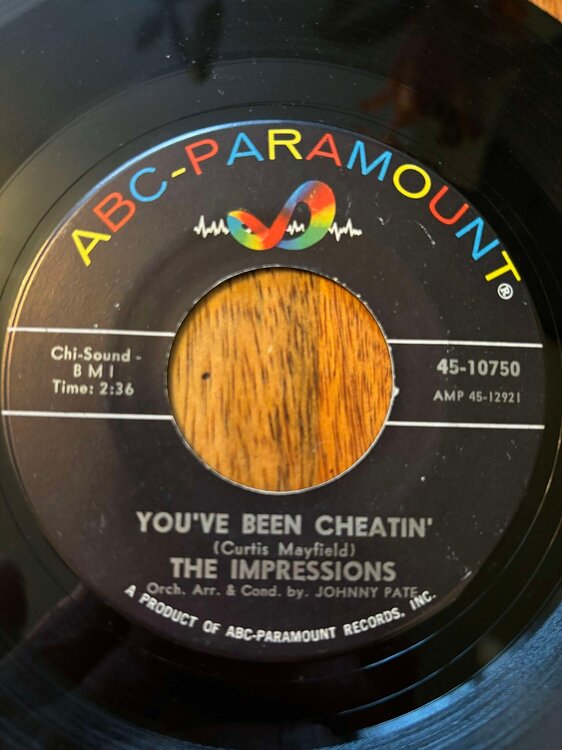 ABC-PARAMOUNT®
Chi-Sound -
B M I
Time: 2:36
45-10750
AMP 45-12921
YOU'VE BEEN CHEATIN'
(Curtis Mayfield)
THE IMPRESSIONS
Orch. Arr. & Cond. by. JOHNNY PATE
A PRODUCT OF ABC-PARAMOUNT RECORDS, INC.